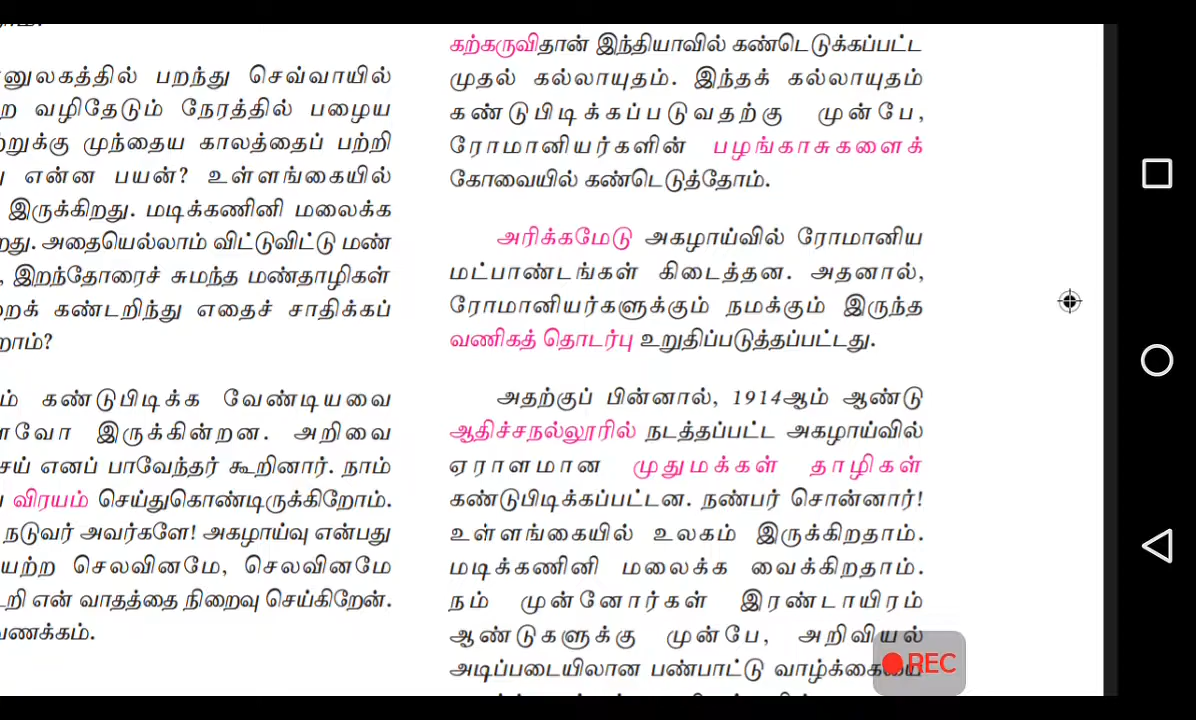 னுலகத்தில் பறந்து செவ்வாயில்
ற வழிதேடும் நேரத்தில் பழைய
ற்றுக்கு முந்தைய காலத்தைப் பற்றி
என்ன பயன்? உள்ளங்கையில்
இருக்கிறது. மடிக்கணினி மலைக்க
றது. அதையெல்லாம் விட்டுவிட்டு மண்
, இறந்தோரைச் சுமந்த மண்தாழிகள்
றைக் கண்டறிந்து எதைச் சாதிக்கப்
றோம்?
ம் கண்டுபிடிக்க வேண்டியவை
னவோ இருக்கின்றன. அறிவை
செய் எனப் பாவேந்தர் கூறினார். நாம்
விரயம் செய்துகொண்டிருக்கிறோம்.
நடுவர் அவர்களே! அகழாய்வு என்பது
யற்ற செலவினமே, செலவினமே
டறி என் வாதத்தை நிறைவு செய்கிறேன்.
வணக்கம்.
கற்கருவிதான் இந்தியாவில் கண்டெடுக்கப்பட்ட
முதல் கல்லாயுதம். இந்தக் கல்லாயுதம்
கண்டுபிடிக்கப்படுவதற்கு முன்பே,
ரோமானியர்களின் பழங்காசுகளைக்
கோவையில் கண்டெடுத்தோம்.
அரிக்கமேடு அகழாய்வில் ரோமானிய
மட்பாண்டங்கள் கிடைத்தன. அதனால்,
ரோமானியர்களுக்கும் நமக்கும் இருந்த
வணிகத் தொடர்பு உறுதிப்படுத்தப்பட்டது.
அதற்குப் பின்னால், 1914ஆம் ஆண்டு
ஆதிச்சநல்லூரில் நடத்தப்பட்ட அகழாய்வில்
ஏராளமான முதுமக்கள் தாழிகள்
கண்டுபிடிக்கப்பட்டன. நண்பர் சொன்னார்!
உள்ளங்கையில் உலகம் இருக்கிறதாம்.
மடிக்கணினி மலைக்க வைக்கிறதாம்.
நம் முன்னோர்கள் இரண்டாயிரம்
ஆண்டுகளுக்கு முன்பே, அறிவியல்
அடிப்படையிலான பண்பாட்டு வாழ்க்கையை
REC